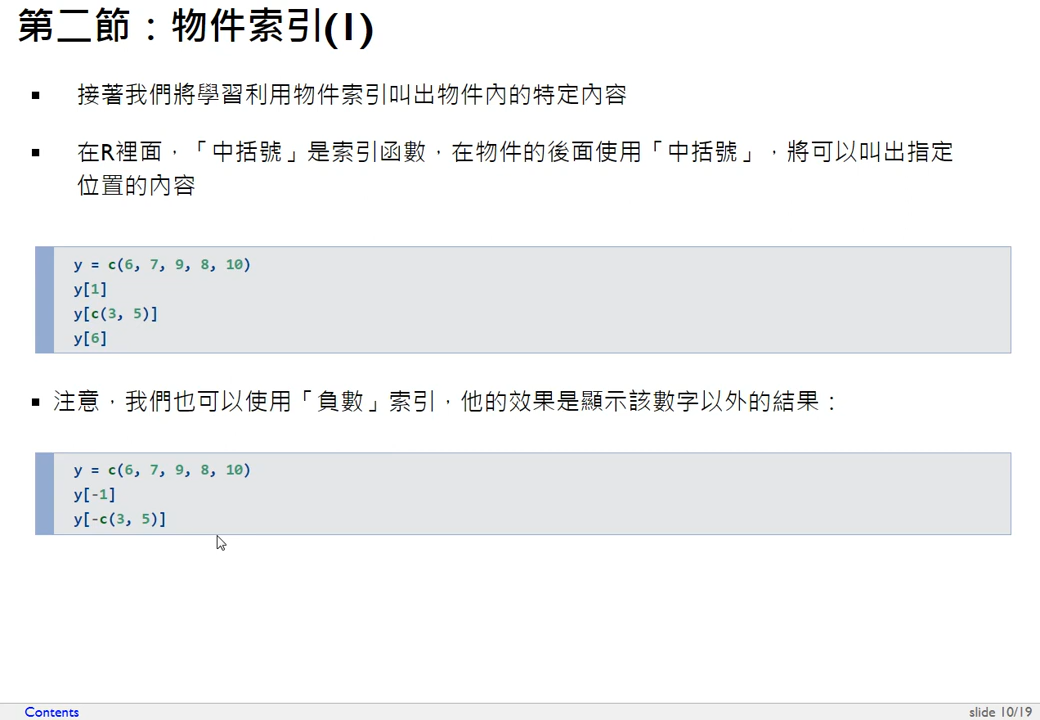 第二節：物件索引(1)
接著我們將學習利用物件索引叫出物件內的特定內容
在R裡面，「中括號」是索引函數，在物件的後面使用「中括號」，將可以叫出指定
位置的內容
y = c(6, 7, 9, 8, 10)
y[1]
y[c(3, 5)]
y[6]
注意，我們也可以使用「負數」索引，他的效果是顯示該數字以外的結果：
y = c(6, 7, 9, 8, 10)
y[-1]
y[-c(3, 5)]
Contents
slide 10/19